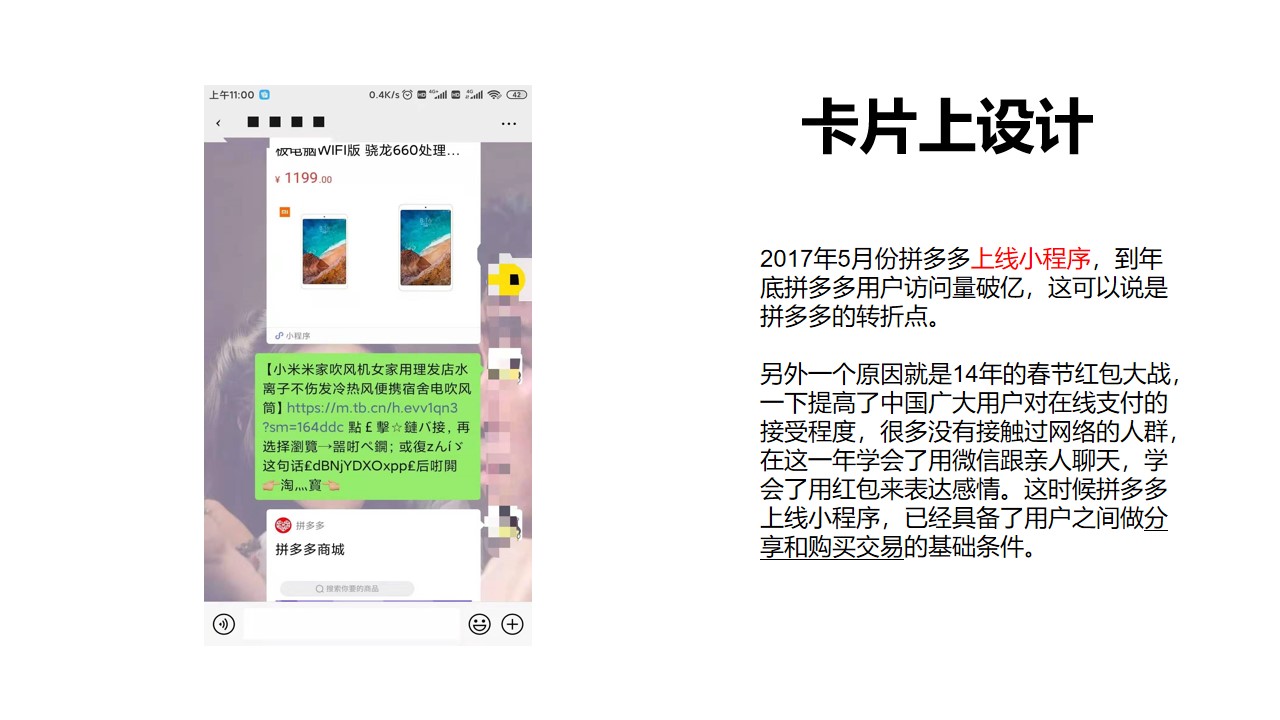 上午11:00
0.4K/s HD 4G+ HD 4G 42
板电脑WIFI版 骁龙660处理...
¥ 1199.00
小程序
【小米米家吹风机女家用理发店水
离子不伤发冷热风便携宿舍电吹风
筒】https://m.tb.cn/h.evv1qn3
?sm=164ddc 點￡擊☆鏈バ接，再
选择瀏覽→噐咑ペ鐦；或復zんíゞ
这句话£dBNjYDXOxpp£后咑閞
👉淘灬寳👈
拼多多
拼多多商城
搜索你要的商品
卡片上设计
2017年5月份拼多多上线小程序，到年
底拼多多用户访问量破亿，这可以说是
拼多多的转折点。
另外一个原因就是14年的春节红包大战，
一下提高了中国广大用户对在线支付的
接受程度，很多没有接触过网络的人群，
在这一年学会了用微信跟亲人聊天，学
会了用红包来表达感情。这时候拼多多
上线小程序，已经具备了用户之间做分
享和购买交易的基础条件。